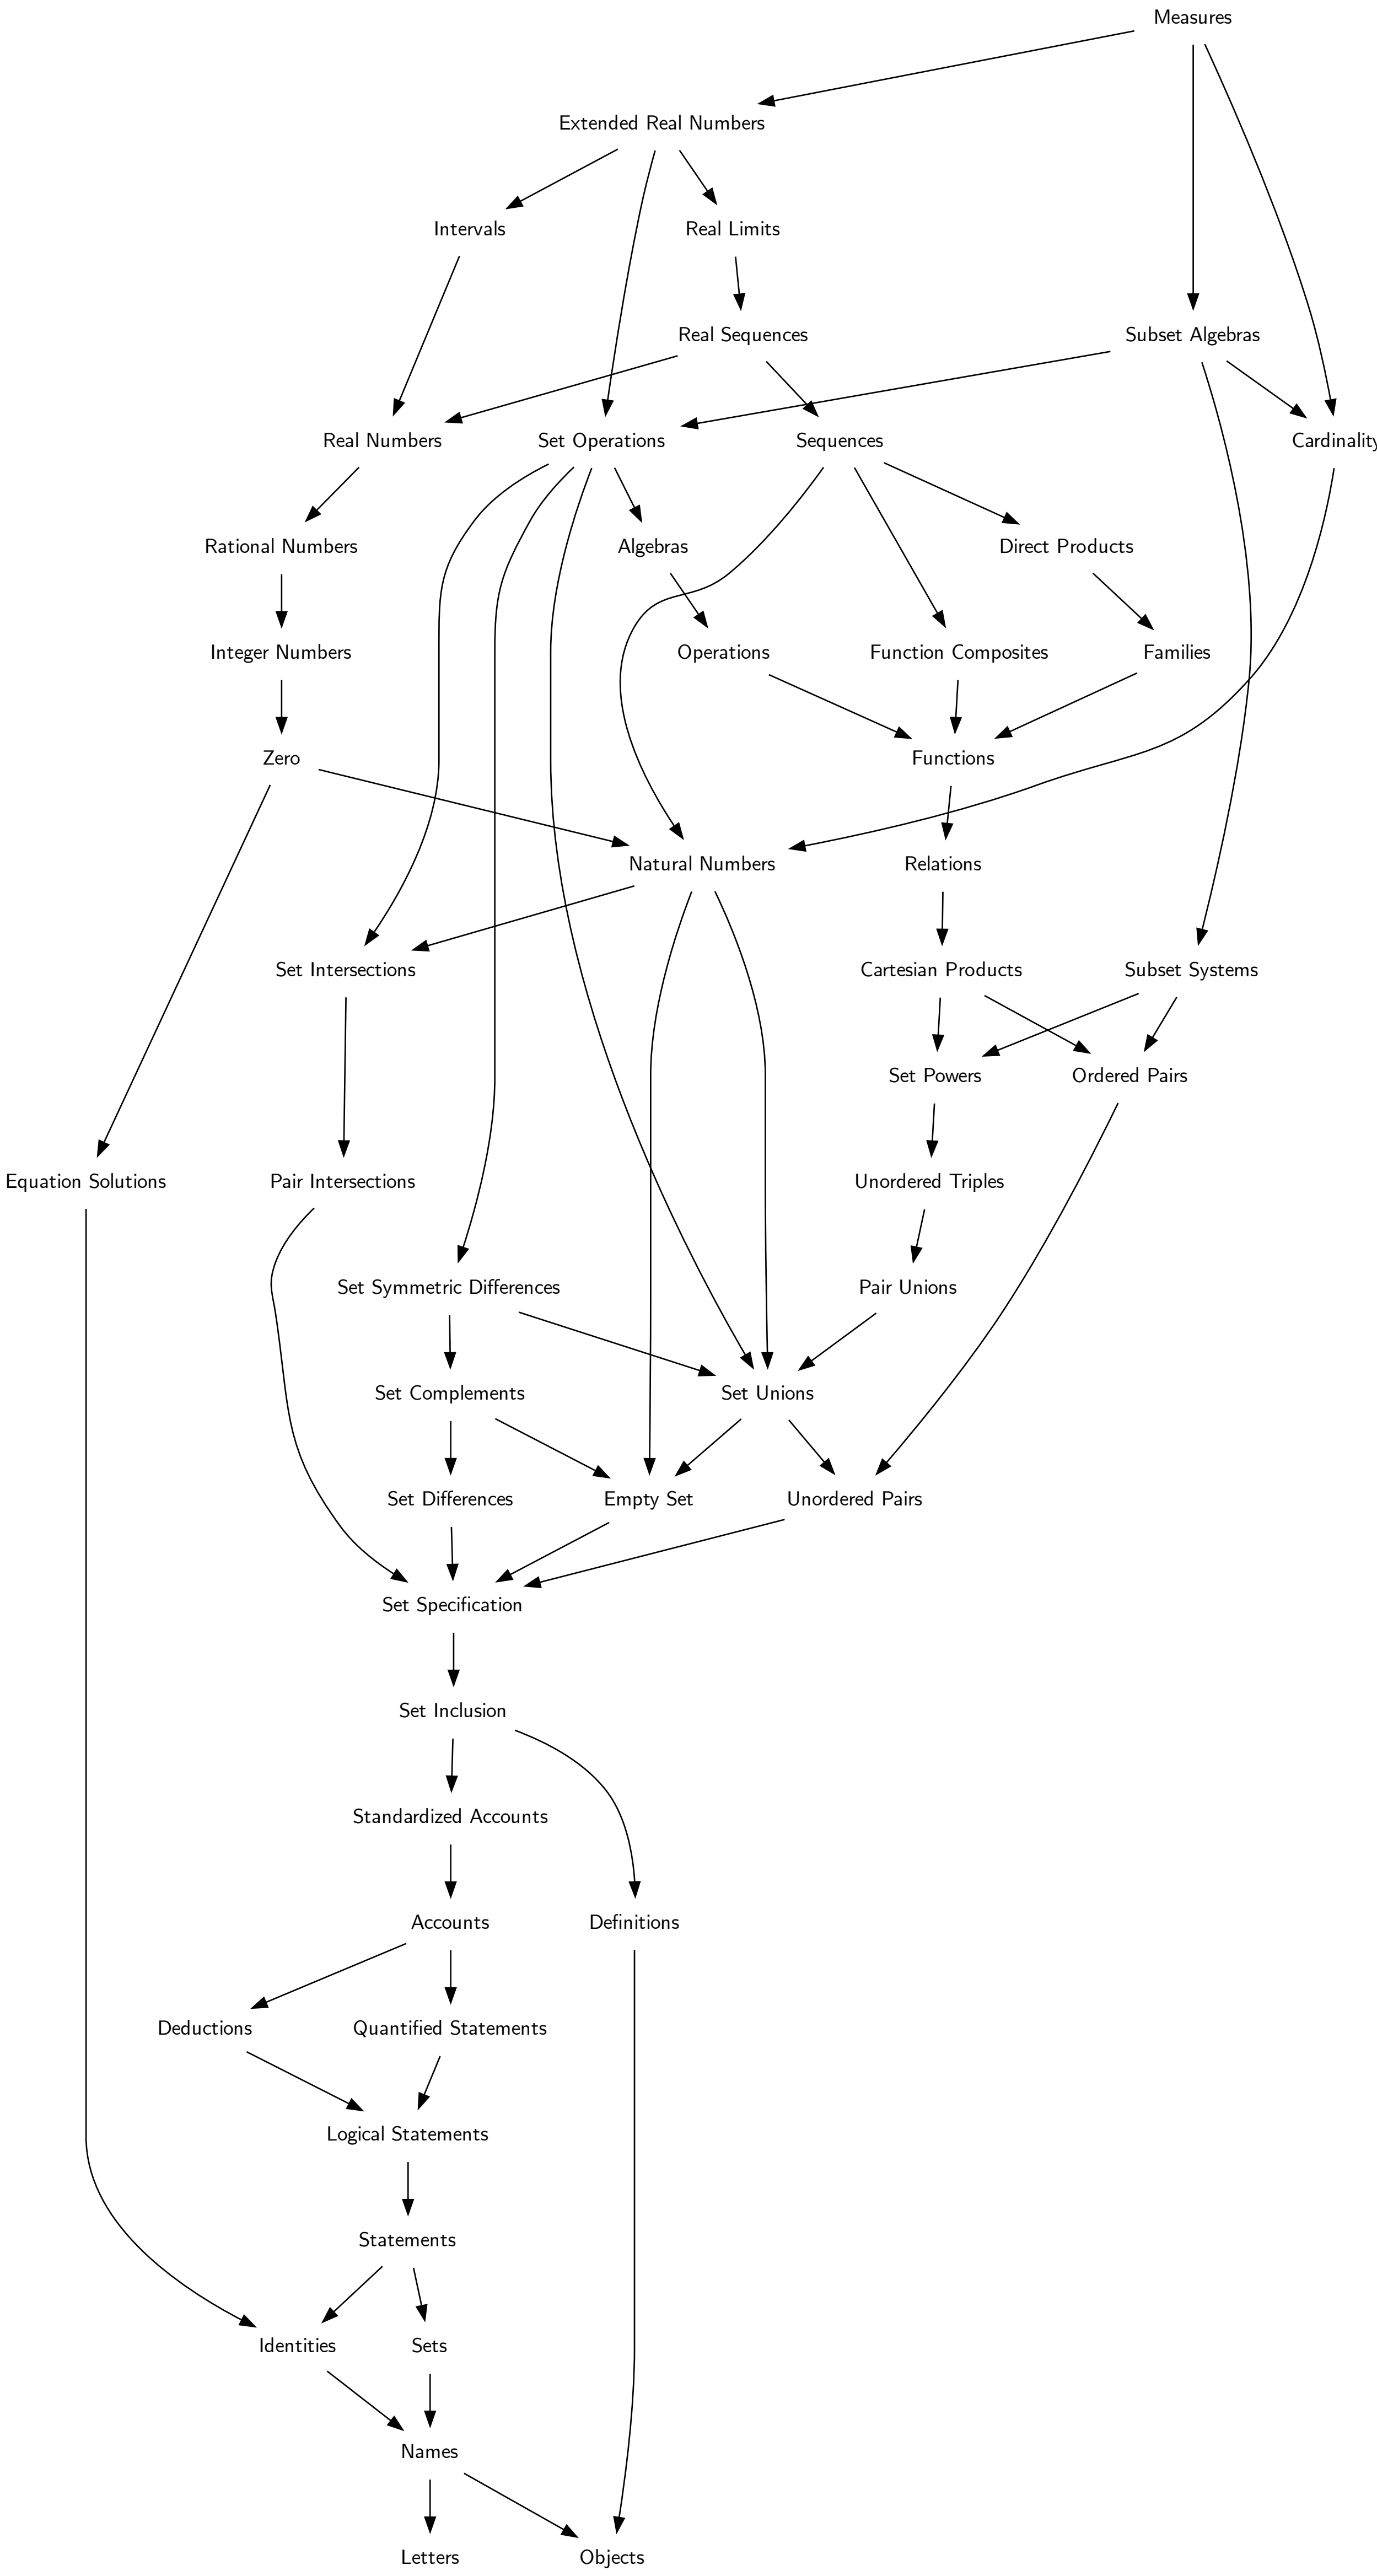 Measures
Extended Real Numbers
Intervals
Real Limits
Real Sequences
Subset Algebras
Real Numbers
Set Operations
Sequences
Cardinality
Rational Numbers
Algebras
Direct Products
Integer Numbers
Operations
Function Composites
Families
Zero
Functions
Natural Numbers
Relations
Set Intersections
Cartesian Products
Subset Systems
Set Powers
Ordered Pairs
Equation Solutions
Pair Intersections
Unordered Triples
Set Symmetric Differences
Pair Unions
Set Complements
Set Unions
Set Differences
Empty Set
Unordered Pairs
Set Specification
Set Inclusion
Standardized Accounts
Accounts
Definitions
Deductions
Quantified Statements
Logical Statements
Statements
Identities
Sets
Names
Letters
Objects